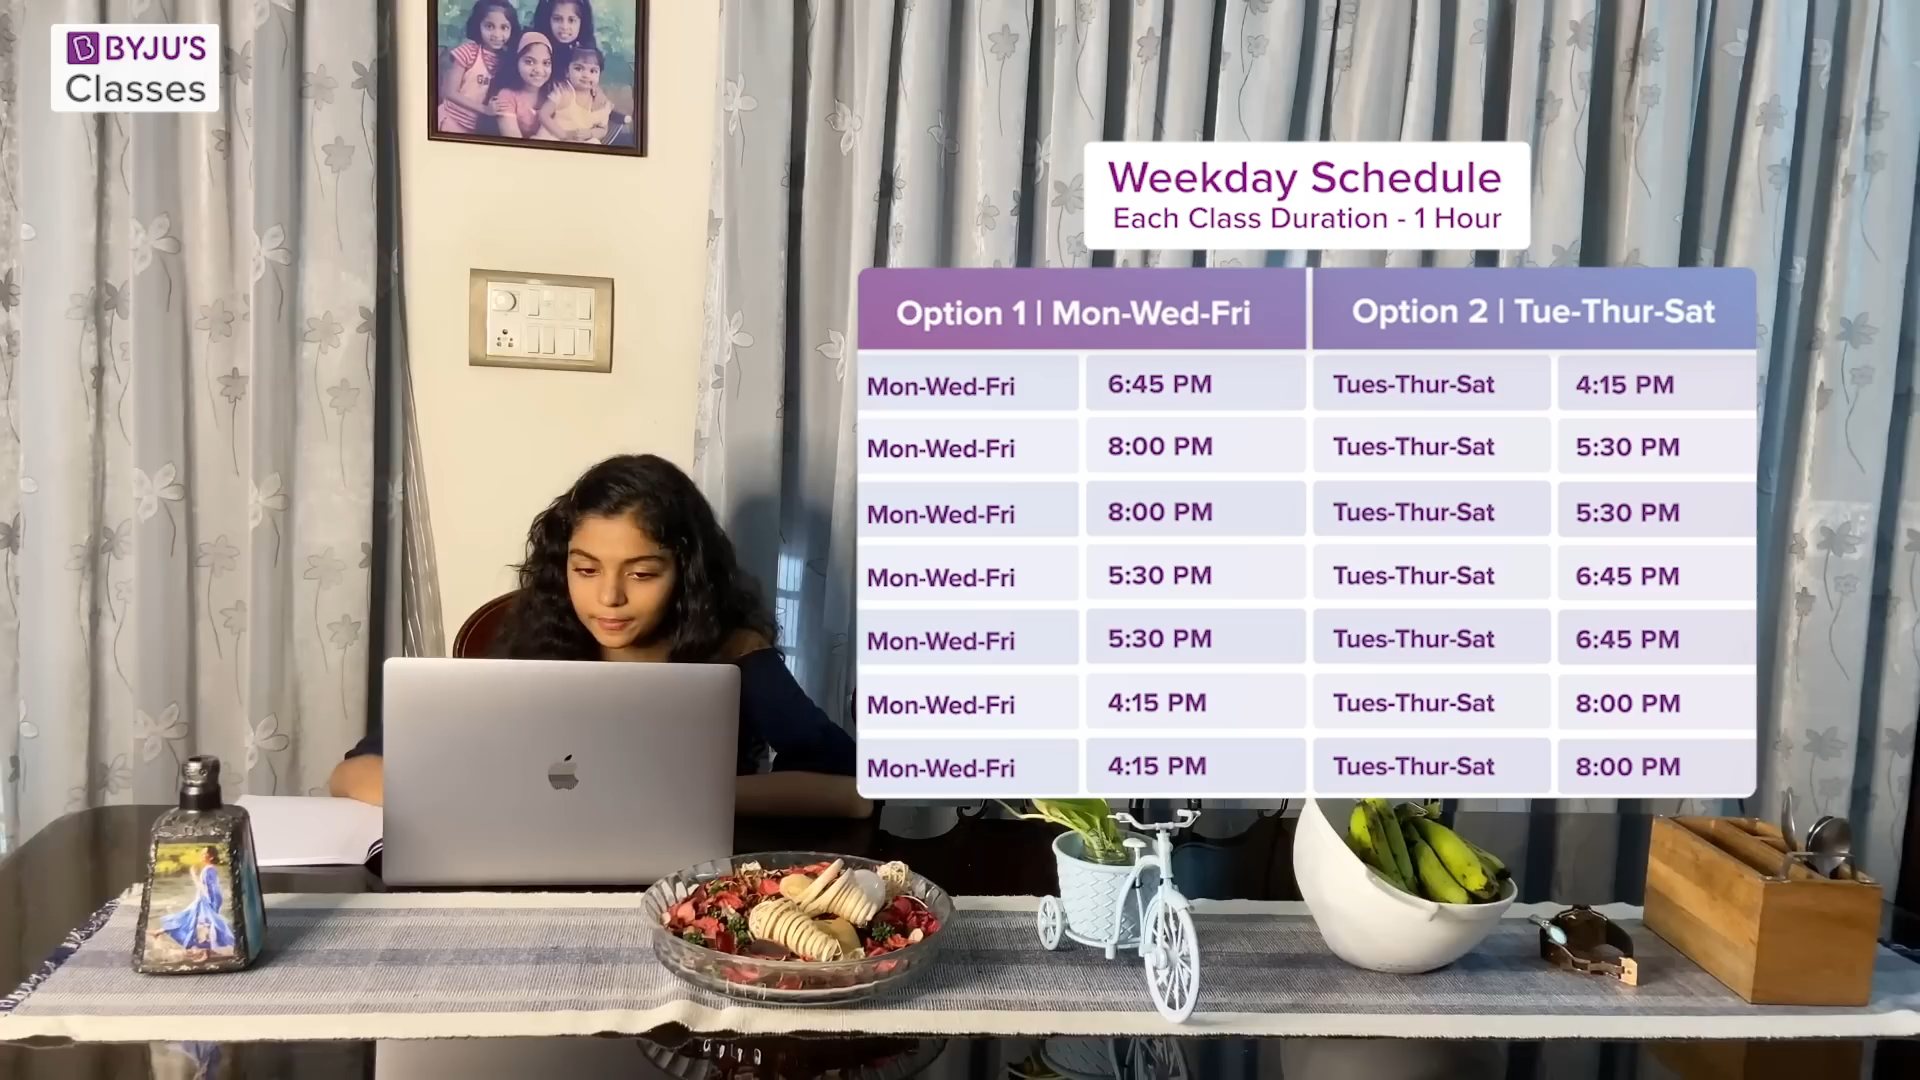 BYJU'S
Classes
Weekday Schedule
Each Class Duration - 1 Hour
Option 1 | Mon-Wed-Fri Option 2 | Tue-Thur-Sat
Mon-Wed-Fri 6:45 PM Tues-Thur-Sat 4:15 PM
Mon-Wed-Fri 8:00 PM Tues-Thur-Sat 5:30 PM
Mon-Wed-Fri 8:00 PM Tues-Thur-Sat 5:30 PM
Mon-Wed-Fri 5:30 PM Tues-Thur-Sat 6:45 PM
Mon-Wed-Fri 5:30 PM Tues-Thur-Sat 6:45 PM
Mon-Wed-Fri 4:15 PM Tues-Thur-Sat 8:00 PM
Mon-Wed-Fri 4:15 PM Tues-Thur-Sat 8:00 PM